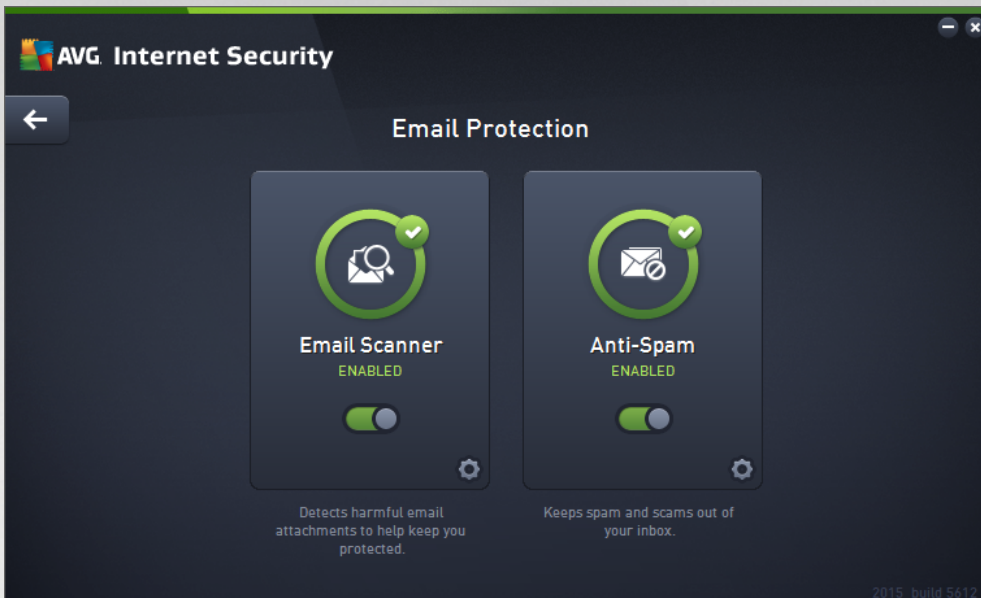 AVG Internet Security
Email Protection
Email Scanner
ENABLED
Detects harmful email
attachments to help keep you
protected.
Anti-Spam
ENABLED
Keeps spam and scams out of
your inbox.
2015 build 5612